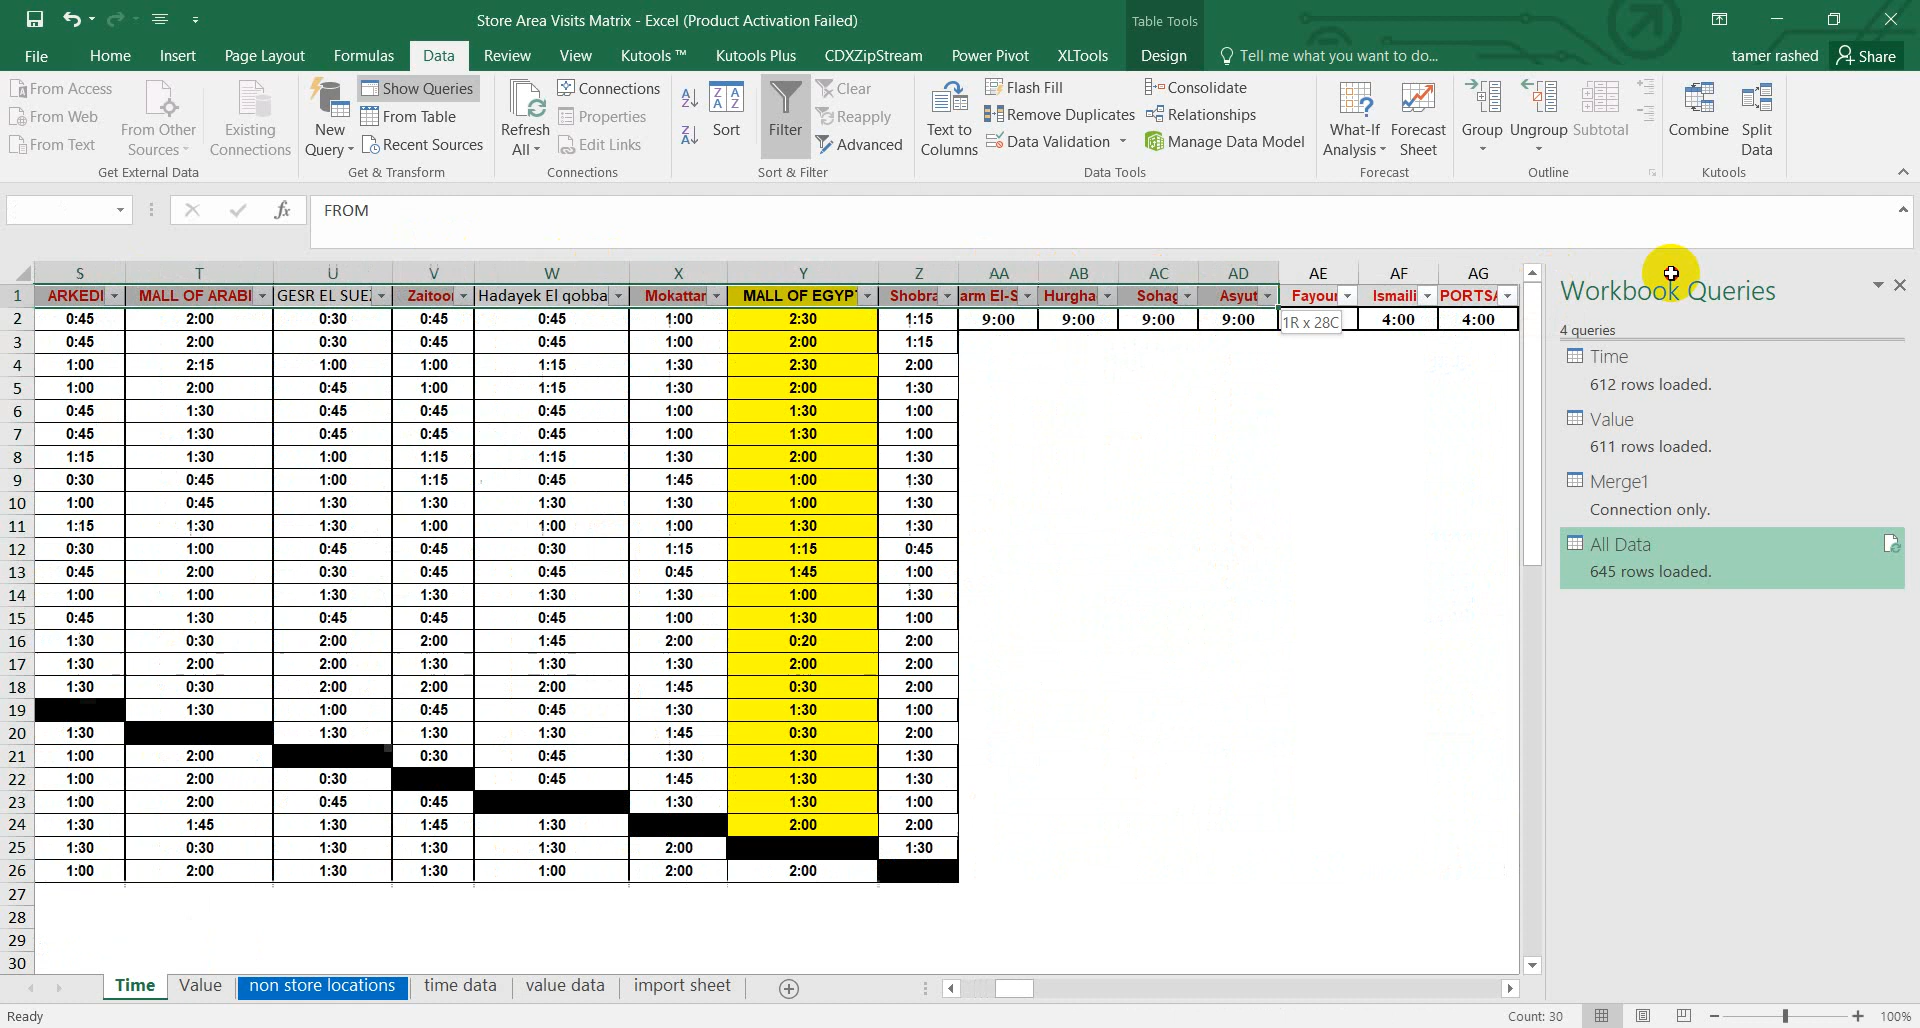 Store Area Visits Matrix - Excel (Product Activation Failed)
Table Tools
File Home Insert Page Layout Formulas Data Review View Kutools ™ Kutools Plus CDXZipStream Power Pivot XLTools Design Tell me what you want to do... tamer rashed Share
From Access
From Web
From Text
From Other Sources
Existing Connections
Get External Data
New Query
Show Queries
From Table
Recent Sources
Get & Transform
Refresh All
Connections
Properties
Edit Links
Connections
Sort
Filter
Clear
Reapply
Advanced
Sort & Filter
Text to Columns
Flash Fill
Remove Duplicates
Data Validation
Consolidate
Relationships
Manage Data Model
Data Tools
What-If Analysis
Forecast Sheet
Forecast
Group
Ungroup
Subtotal
Outline
Combine
Split Data
Kutools
fx FROM
S T U V W X Y Z AA AB AC AD AE AF AG
1 ARKEDI MALL OF ARABI GESR EL SUEZ Zaitoo Hadayek El qobba Mokattar MALL OF EGYPT Shobra arm El-S Hurgha Sohag Asyut Fayou Ismaili PORTSA
2 0:45 2:00 0:30 0:45 0:45 1:00 2:30 1:15 9:00 9:00 9:00 9:00 4:00 4:00
1R x 28C
3 0:45 2:00 0:30 0:45 0:45 1:00 2:00 1:15
4 1:00 2:15 1:00 1:00 1:15 1:30 2:30 2:00
5 1:00 2:00 0:45 1:00 1:15 1:30 2:00 1:30
6 0:45 1:30 0:45 0:45 0:45 1:00 1:30 1:00
7 0:45 1:30 0:45 0:45 0:45 1:00 1:30 1:00
8 1:15 1:30 1:00 1:15 1:15 1:30 2:00 1:30
9 0:30 0:45 1:00 1:15 0:45 1:45 1:00 1:30
10 1:00 0:45 1:30 1:30 1:30 1:30 1:00 1:30
11 1:15 1:30 1:30 1:00 1:00 1:00 1:30 1:30
12 0:30 1:00 0:45 0:45 0:30 1:15 1:15 0:45
13 0:45 2:00 0:30 0:45 0:45 0:45 1:45 1:00
14 1:00 1:00 1:30 1:30 1:30 1:30 1:00 1:30
15 0:45 1:30 0:45 0:45 0:45 1:00 1:30 1:00
16 1:30 0:30 2:00 2:00 1:45 2:00 0:20 2:00
17 1:30 2:00 2:00 1:30 1:30 1:30 2:00 2:00
18 1:30 0:30 2:00 2:00 2:00 1:45 0:30 2:00
19 1:30 1:00 0:45 0:45 1:30 1:30 1:00
20 1:30 1:30 1:30 1:30 1:45 0:30 2:00
21 1:00 2:00 0:30 0:45 1:30 1:30 1:30
22 1:00 2:00 0:30 0:45 1:45 1:30 1:30
23 1:00 2:00 0:45 0:45 1:30 1:30 1:00
24 1:30 1:45 1:30 1:45 1:30 2:00 2:00
25 1:30 0:30 1:30 1:30 1:30 2:00 1:30
26 1:00 2:00 1:30 1:30 1:00 2:00 2:00
27
28
29
30
Workbook Queries
4 queries
Time
612 rows loaded.
Value
611 rows loaded.
Merge1
Connection only.
All Data
645 rows loaded.
Time Value non store locations time data value data import sheet
Ready Count: 30 100%